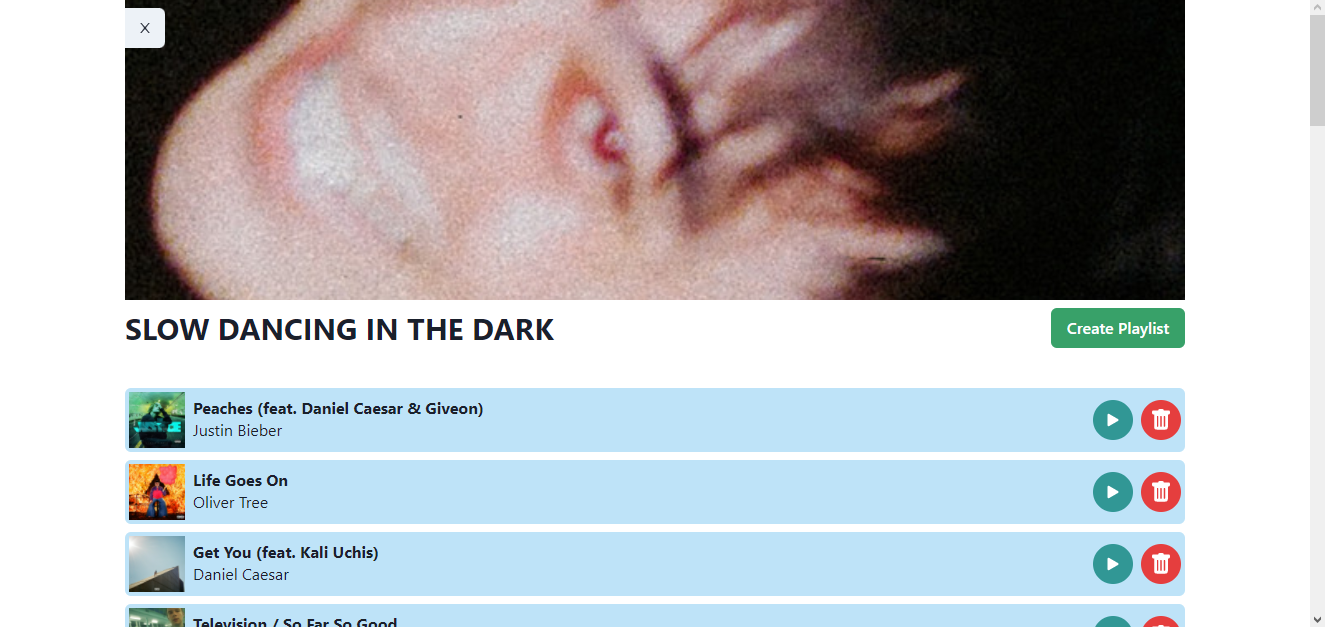 X
SLOW DANCING IN THE DARK
Create Playlist
Peaches (feat. Daniel Caesar & Giveon)
Justin Bieber
Life Goes On
Oliver Tree
Get You (feat. Kali Uchis)
Daniel Caesar
Television / So Far So Good